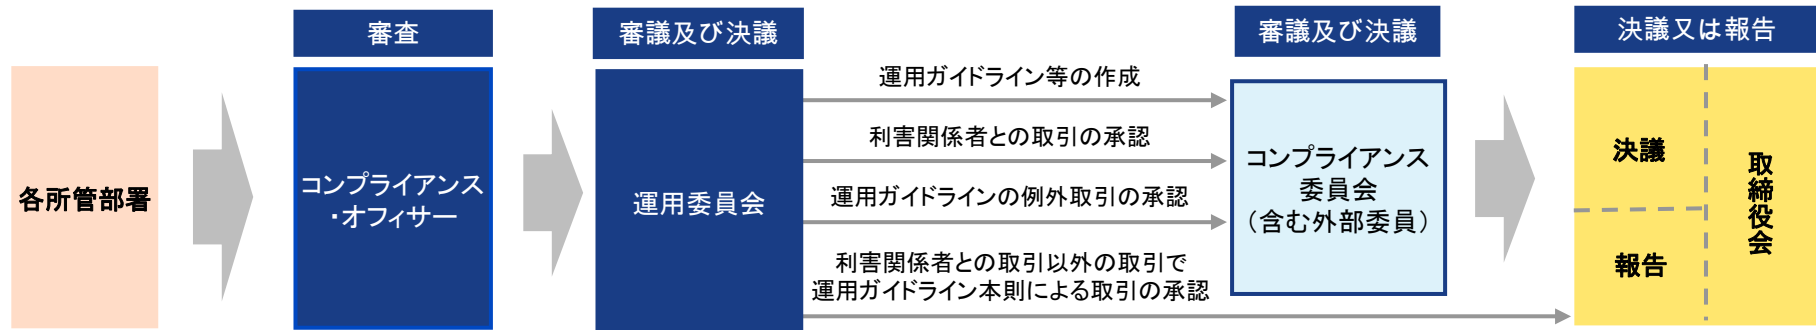 審査
審議及び決議
審議及び決議
決議又は報告
各所管部署
コンプライアンス
・オフィサー
運用委員会
運用ガイドライン等の作成
利害関係者との取引の承認
運用ガイドラインの例外取引の承認
利害関係者との取引以外の取引で
運用ガイドライン本則による取引の承認
コンプライアンス
委員会
（含む外部委員）
決議
報告
取締役会